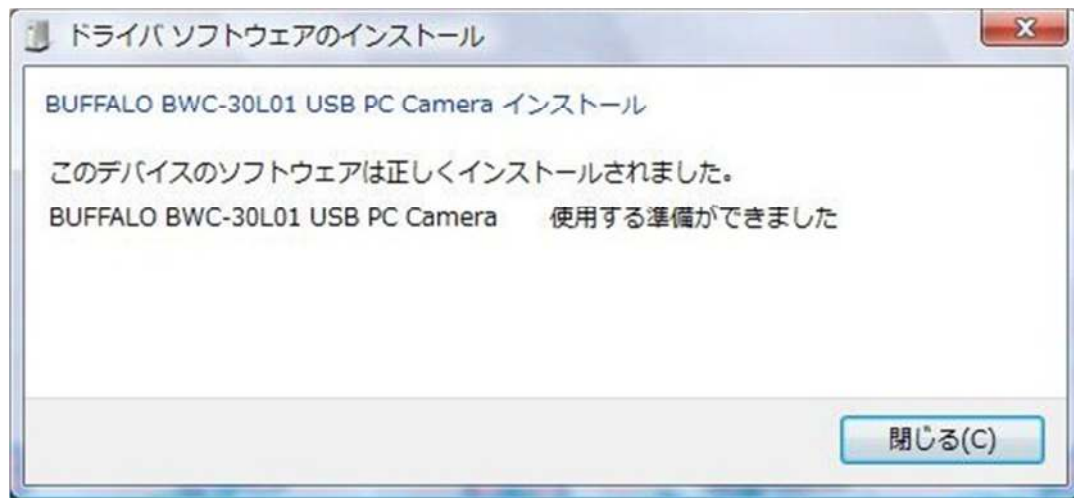 ドライバ ソフトウェアのインストール
BUFFALO BWC-30L01 USB PC Camera インストール
このデバイスのソフトウェアは正しくインストールされました。
BUFFALO BWC-30L01 USB PC Camera 使用する準備ができました
閉じる(C)